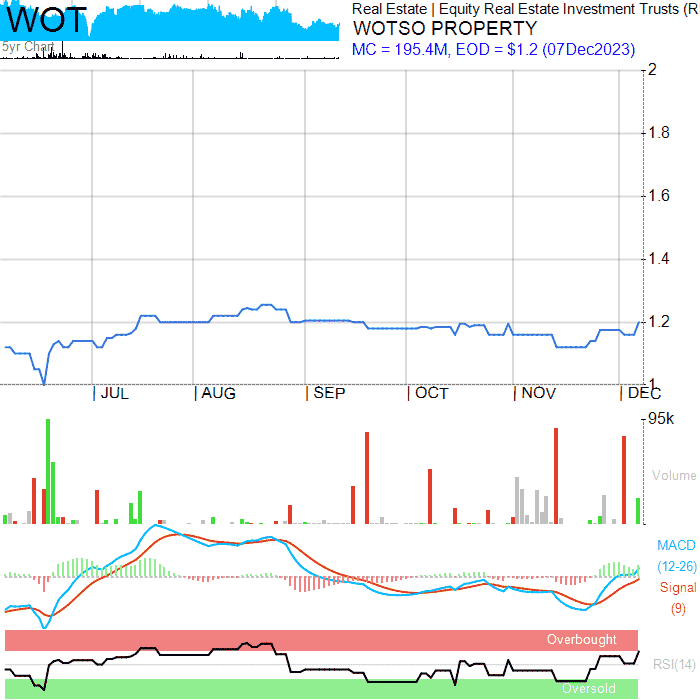 WOT
5yr Chart
Real Estate | Equity Real Estate Investment Trusts (R
WOTSO PROPERTY
MC = 195.4M, EOD = $1.2 (07Dec2023)
2
1.8
1.6
1.4
1.2
1
JUL AUG SEP OCT NOV DEC
95k
Volume
MACD
(12-26)
Signal
(9)
Overbought
RSI(14)
Oversold